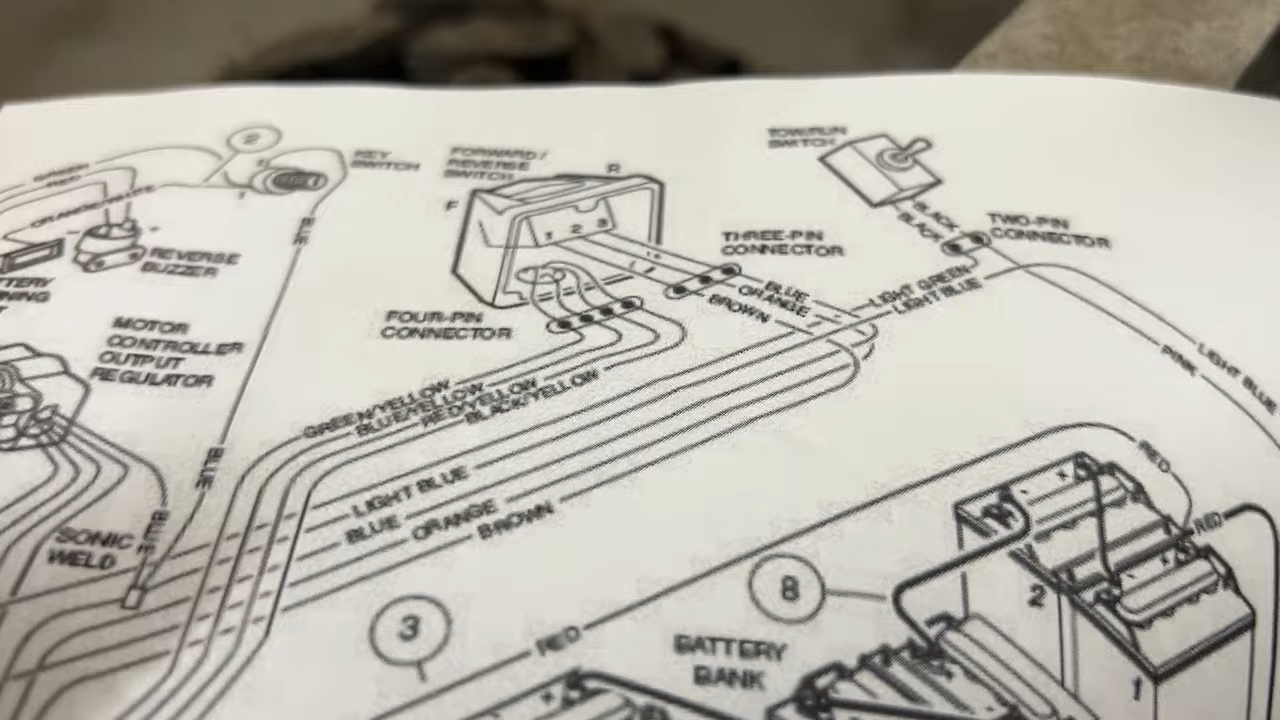 2
KEY
SWITCH
FORWARD/
REVERSE
SWITCH
R
F
1 2 3
TOW/RUN
SWITCH
BLACK
BLACK
TWO-PIN
CONNECTOR
THREE-PIN
CONNECTOR
BLUE
ORANGE
BROWN
LIGHT GREEN
LIGHT BLUE
LIGHT BLUE
PINK
FOUR-PIN
CONNECTOR
REVERSE
BUZZER
BLUE
ORANGE/WHITE
MOTOR
CONTROLLER
OUTPUT
REGULATOR
GREEN/YELLOW
BLUE/YELLOW
RED/YELLOW
BLACK/YELLOW
BLUE
LIGHT BLUE
BLUE
ORANGE
BROWN
SONIC
WELD
BLUE
RED
RED
8
2
3
RED
BATTERY
BANK
1